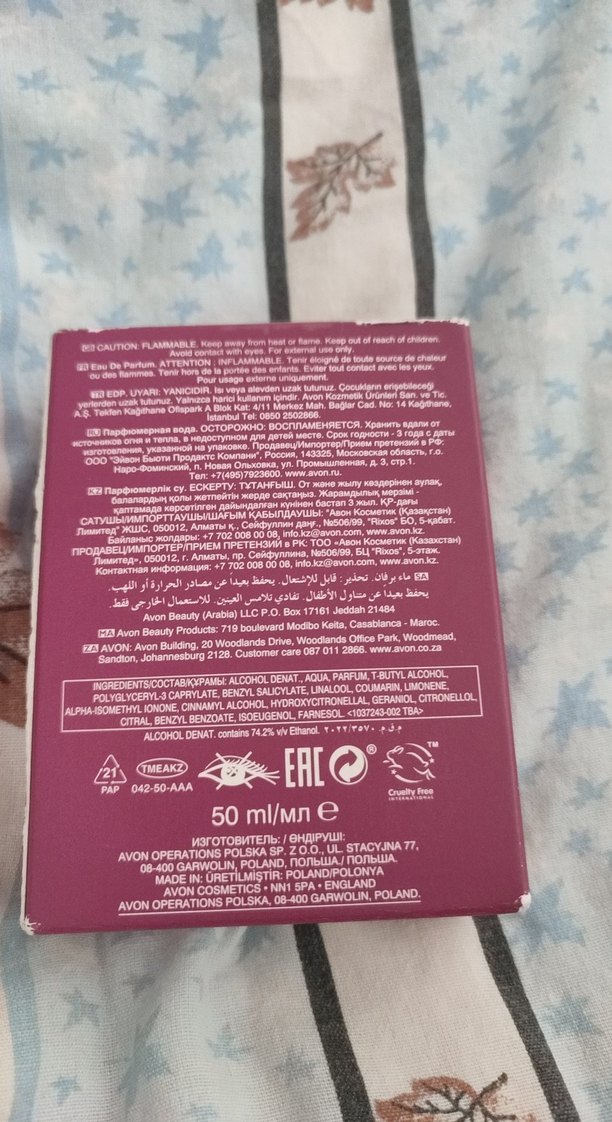 GB CAUTION: FLAMMABLE. Keep away from heat or flame. Keep out of reach of children.
Avoid contact with eyes. For external use only.
FR Eau De Parfum. ATTENTION : INFLAMMABLE. Tenir éloigné de toute source de chaleur
ou des flammes. Tenir hors de la portée des enfants. Eviter tout contact avec les yeux.
Pour usage externe uniquement.
TR EDP. UYARI: YANICIDIR. Isı veya alevden uzak tutunuz. Çocukların erişebileceği
yerlerden uzak tutunuz. Yalnızca harici kullanım içindir. Avon Kozmetik Ürünleri San. ve Tic.
A.Ş. Tekfen Kağıthane Ofispark A Blok Kat: 4/11 Merkez Mah. Bağlar Cad. No: 14 Kağıthane,
İstanbul Tel: 0850 2502866.
RU Парфюмерная вода. ОСТОРОЖНО: ВОСПЛАМЕНЯЕТСЯ. Хранить вдали от
источников огня и тепла, в недоступном для детей месте. Срок годности - 3 года с даты
изготовления, указанной на упаковке. Продавец/Импортер/Прием претензий в РФ:
ООО "Эйвон Бьюти Продактс Компани", Россия, 143325, Московская область, г.о.
Наро-Фоминский, п. Новая Ольховка, ул. Промышленная, д. 3, стр.1.
Тел: +7(495)7923600. www.avon.ru.
KZ Парфюмерлік су. ЕСКЕРТУ: ТҰТАНҒЫШ. От және жылу көздерінен аулақ,
балалардың қолы жетпейтін жерде сақтаңыз. Жарамдылық мерзімі -
қаптамада көрсетілген дайындалған күнінен бастап 3 жыл. ҚР-дағы
САТУШЫ/ИМПОРТТАУШЫ/ШАҒЫМ ҚАБЫЛДАУШЫ: "Авон Косметик (Қазақстан)
Лимитед" ЖШС, 050012, Алматы қ., Сейфуллин даңғ., №506/99, "Rixos" БО, 5-қабат.
Байланыс жолдары: +7 702 008 00 08, info.kz@avon.com, www.avon.kz.
ПРОДАВЕЦ/ИМПОРТЕР/ПРИЕМ ПРЕТЕНЗИЙ в РК: ТОО «Авон Косметик (Казахстан)
Лимитед», 050012, г. Алматы, пр. Сейфуллина, №506/99, БЦ "Rixos", 5-этаж.
Контактная информация: +7 702 008 00 08, info.kz@avon.com, www.avon.kz.
SA ماء برفان. تحذير: قابل للاشتعال. يحفظ بعيداً عن مصادر الحرارة أو اللهب.
يحفظ بعيداً عن متناول الأطفال. تفادي تلامس العينين. للاستعمال الخارجى فقط.
Avon Beauty (Arabia) LLC P.O. Box 17161 Jeddah 21484
MA Avon Beauty Products: 719 boulevard Modibo Keita, Casablanca - Maroc.
ZA AVON: Avon Building, 20 Woodlands Drive, Woodlands Office Park, Woodmead,
Sandton, Johannesburg 2128. Customer care 087 011 2866. www.avon.co.za
INGREDIENTS/СОСТАВ/ҚҰРАМЫ: ALCOHOL DENAT., AQUA, PARFUM, T-BUTYL ALCOHOL,
POLYGLYCERYL-3 CAPRYLATE, BENZYL SALICYLATE, LINALOOL, COUMARIN, LIMONENE,
ALPHA-ISOMETHYL IONONE, CINNAMYL ALCOHOL, HYDROXYCITRONELLAL, GERANIOL, CITRONELLOL,
CITRAL, BENZYL BENZOATE, ISOEUGENOL, FARNESOL. <1037243-002 TBA>
ALCOHOL DENAT. contains 74.2% v/v Ethanol. م.ق.م. ٢٠٢٢/٣٥٧٠
21
PAP
TMEAKZ
042-50-AAA
EAC
®
TM
Cruelty Free
INTERNATIONAL
50 ml/мл e
ИЗГОТОВИТЕЛЬ: / ӨНДІРУШІ:
AVON OPERATIONS POLSKA SP. Z O.O., UL. STACYJNA 77,
08-400 GARWOLIN, POLAND, ПОЛЬША./ ПОЛЬША.
MADE IN: ÜRETİLMİŞTİR: POLAND/POLONYA
AVON COSMETICS • NN1 5PA • ENGLAND
AVON OPERATIONS POLSKA, 08-400 GARWOLIN, POLAND.